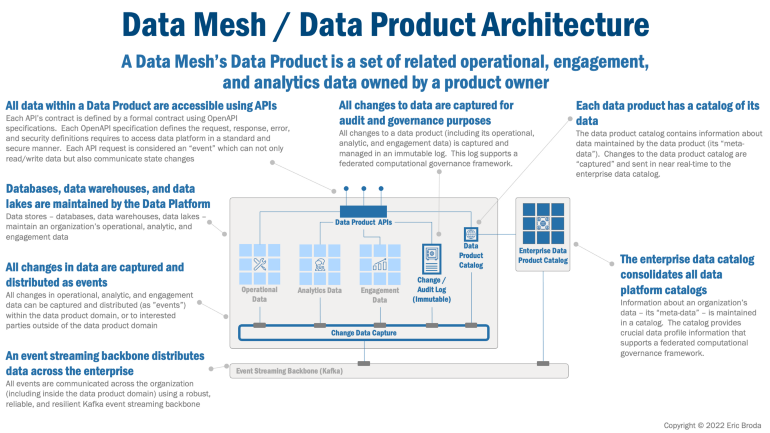 Data Mesh / Data Product Architecture
A Data Mesh's Data Product is a set of related operational, engagement,
and analytics data owned by a product owner
All data within a Data Product are accessible using APIs
Each API's contract is defined by a formal contract using OpenAPI
specifications.  Each OpenAPI specification defines the request, response, error,
and security definitions requires to access data platform in a standard and
secure manner.  Each API request is considered an "event" which can not only
read/write data but also communicate state changes
All changes to data are captured for
audit and governance purposes
All changes to a data product (including its operational,
analytic, and engagement data) is captured and
managed in an immutable log.  This log supports a
federated computational governance framework.
Each data product has a catalog of its
data
The data product catalog contains information about
data maintained by the data product (its "meta-
data").  Changes to the data product catalog are
"captured" and sent in near real-time to the
enterprise data catalog.
Databases, data warehouses, and data
lakes are maintained by the Data Platform
Data stores – databases, data warehouses, data lakes –
maintain an organization's operational, analytic, and
engagement data
All changes in data are captured and
distributed as events
All changes in operational, analytic, and engagement
data can be captured and distributed (as "events")
within the data product domain, or to interested
parties outside of the data product domain
An event streaming backbone distributes
data across the enterprise
All events are communicated across the organization
(including inside the data product domain) using a robust,
reliable, and resilient Kafka event streaming backbone
Data Product APIs
Operational
Data
Analytics Data
Engagement
Data
Change /
Audit Log
(Immutable)
Data
Product
Catalog
Enterprise Data
Product Catalog
Change Data Capture
Event Streaming Backbone (Kafka)
The enterprise data catalog
consolidates all data
platform catalogs
Information about an organization's
data – its "meta-data" – is maintained
in a catalog.  The catalog provides
crucial data profile information that
supports a federated computational
governance framework.
Copyright © 2022 Eric Broda